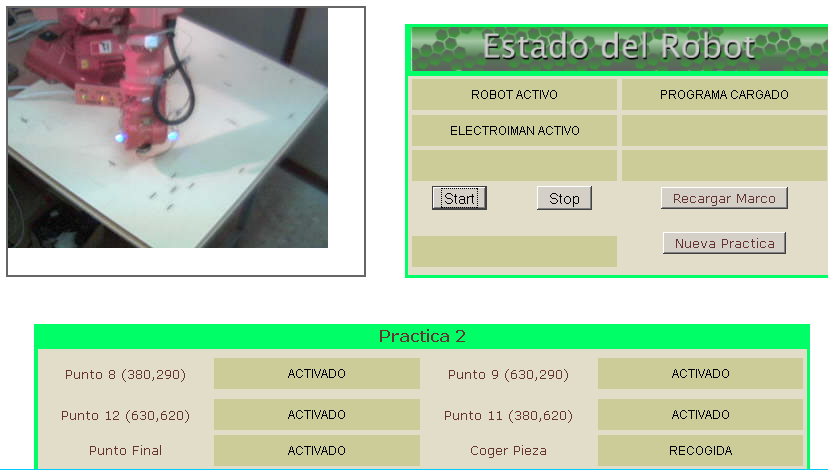 Estado del Robot
ROBOT ACTIVO
PROGRAMA CARGADO
ELECTROIMAN ACTIVO
Start
Stop
Recargar Marco
Nueva Practica
Practica 2
Punto 8 (380,290)
ACTIVADO
Punto 9 (630,290)
ACTIVADO
Punto 12 (630,620)
ACTIVADO
Punto 11 (380,620)
ACTIVADO
Punto Final
ACTIVADO
Coger Pieza
RECOGIDA